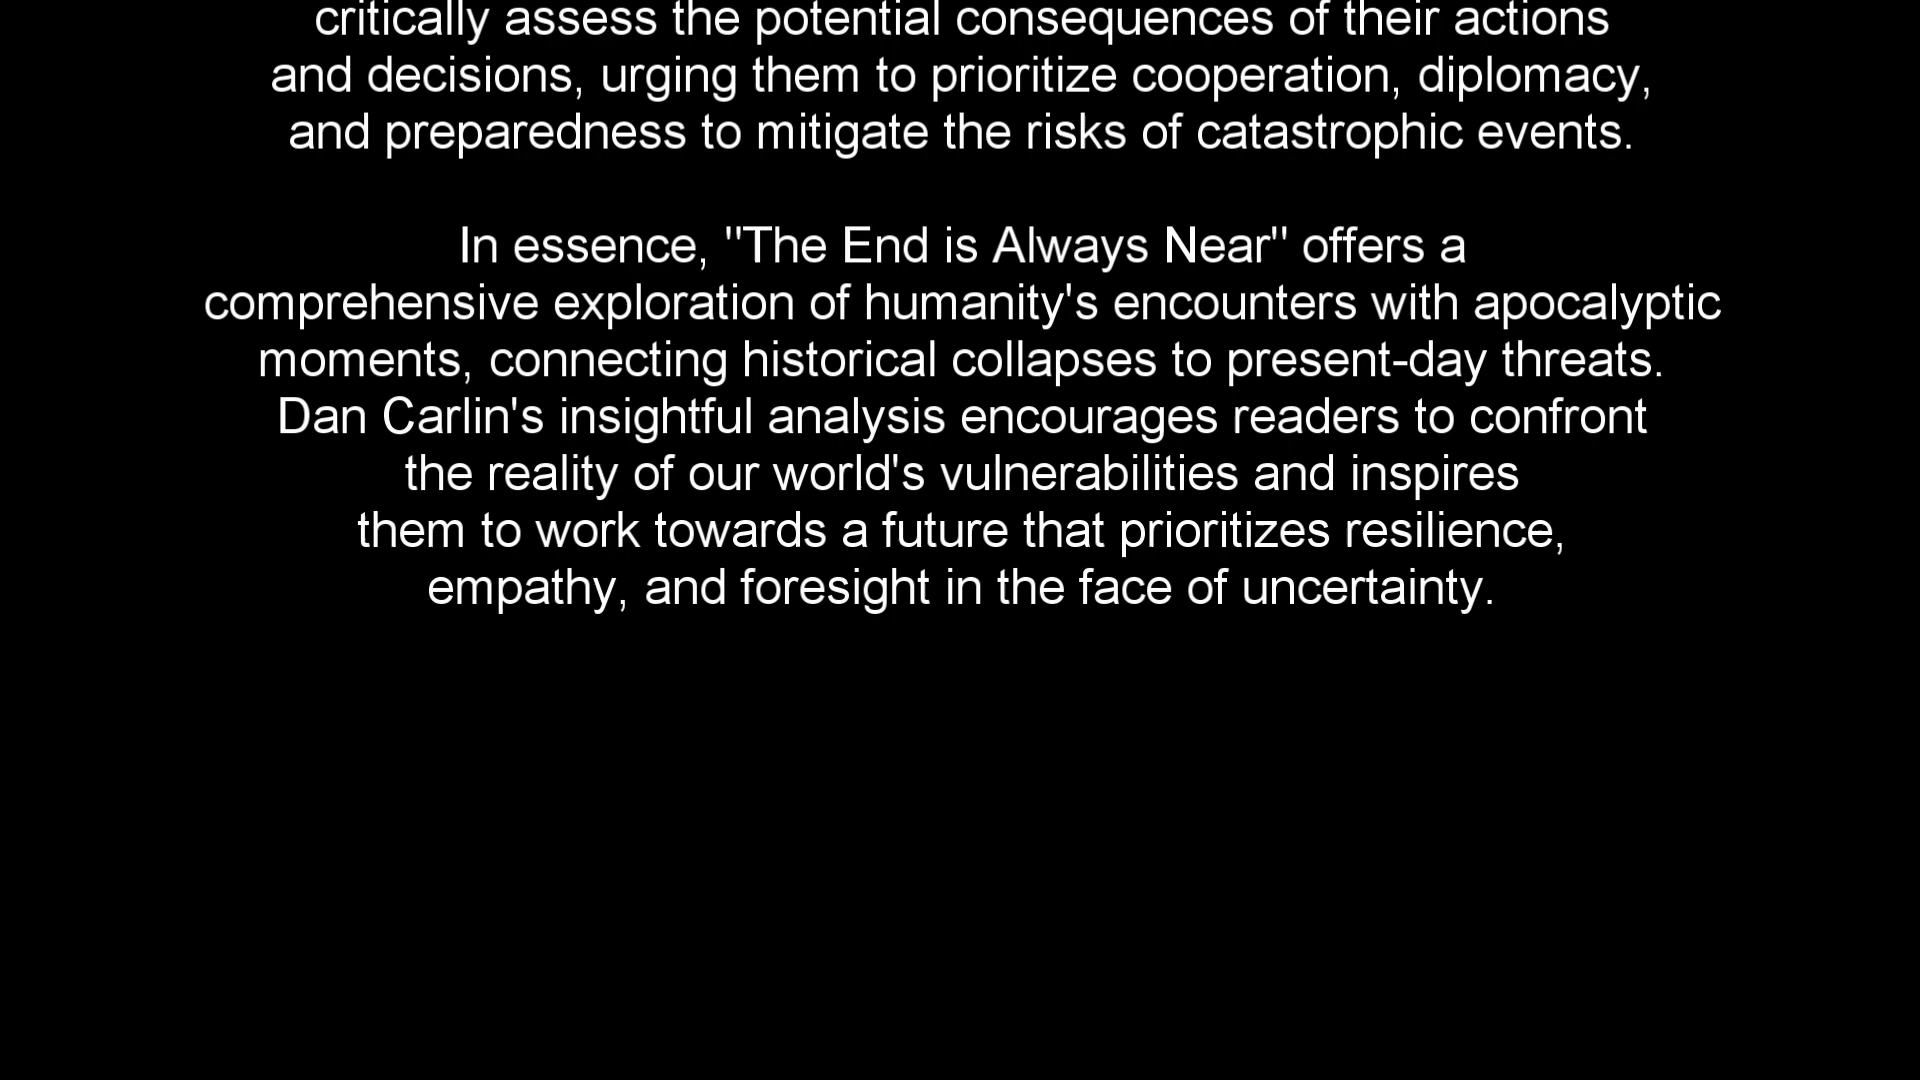 critically assess the potential consequences of their actions
and decisions, urging them to prioritize cooperation, diplomacy,
and preparedness to mitigate the risks of catastrophic events.
In essence, "The End is Always Near" offers a
comprehensive exploration of humanity's encounters with apocalyptic
moments, connecting historical collapses to present-day threats.
Dan Carlin's insightful analysis encourages readers to confront
the reality of our world's vulnerabilities and inspires
them to work towards a future that prioritizes resilience,
empathy, and foresight in the face of uncertainty.